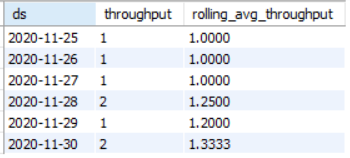 ds throughput rolling_avg_throughput
2020-11-25 1 1.0000
2020-11-26 1 1.0000
2020-11-27 1 1.0000
2020-11-28 2 1.2500
2020-11-29 1 1.2000
2020-11-30 2 1.3333